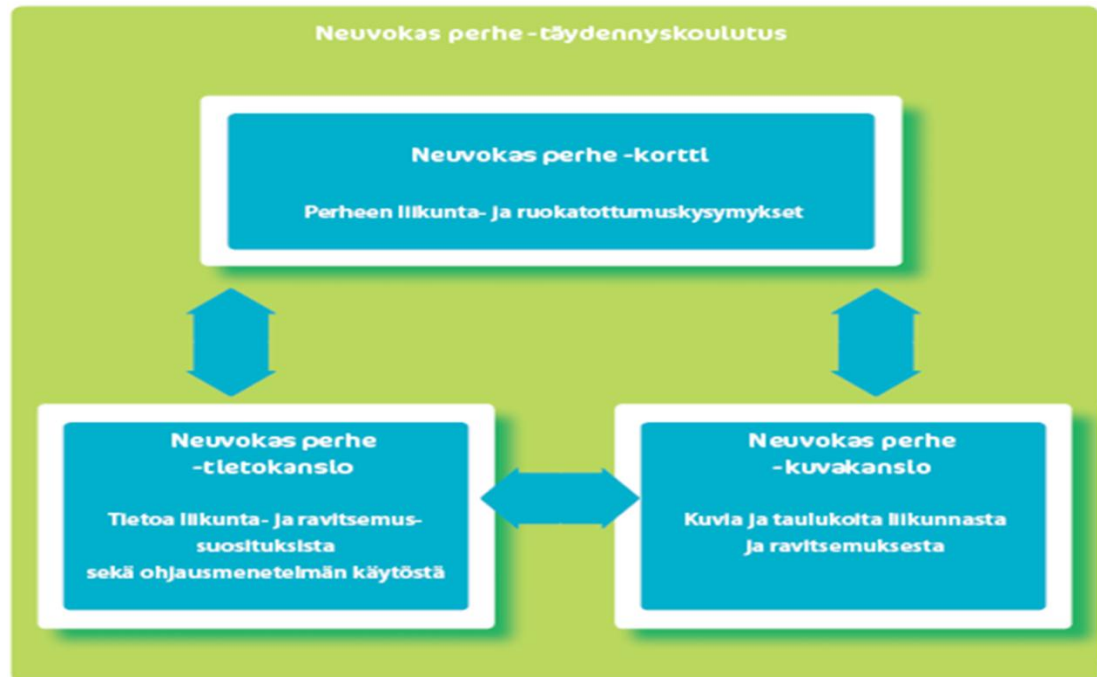 Neuvokas perhe -täydennyskoulutus
Neuvokas perhe -kortti
Perheen liikunta- ja ruokatottumuskysymykset
Neuvokas perhe
-tietokansio
Tietoa liikunta- ja ravitsemus-
suosituksista
sekä ohjausmenetelmän käytöstä
Neuvokas perhe
-kuvakansio
Kuvia ja taulukoita liikunnasta
ja ravitsemuksesta